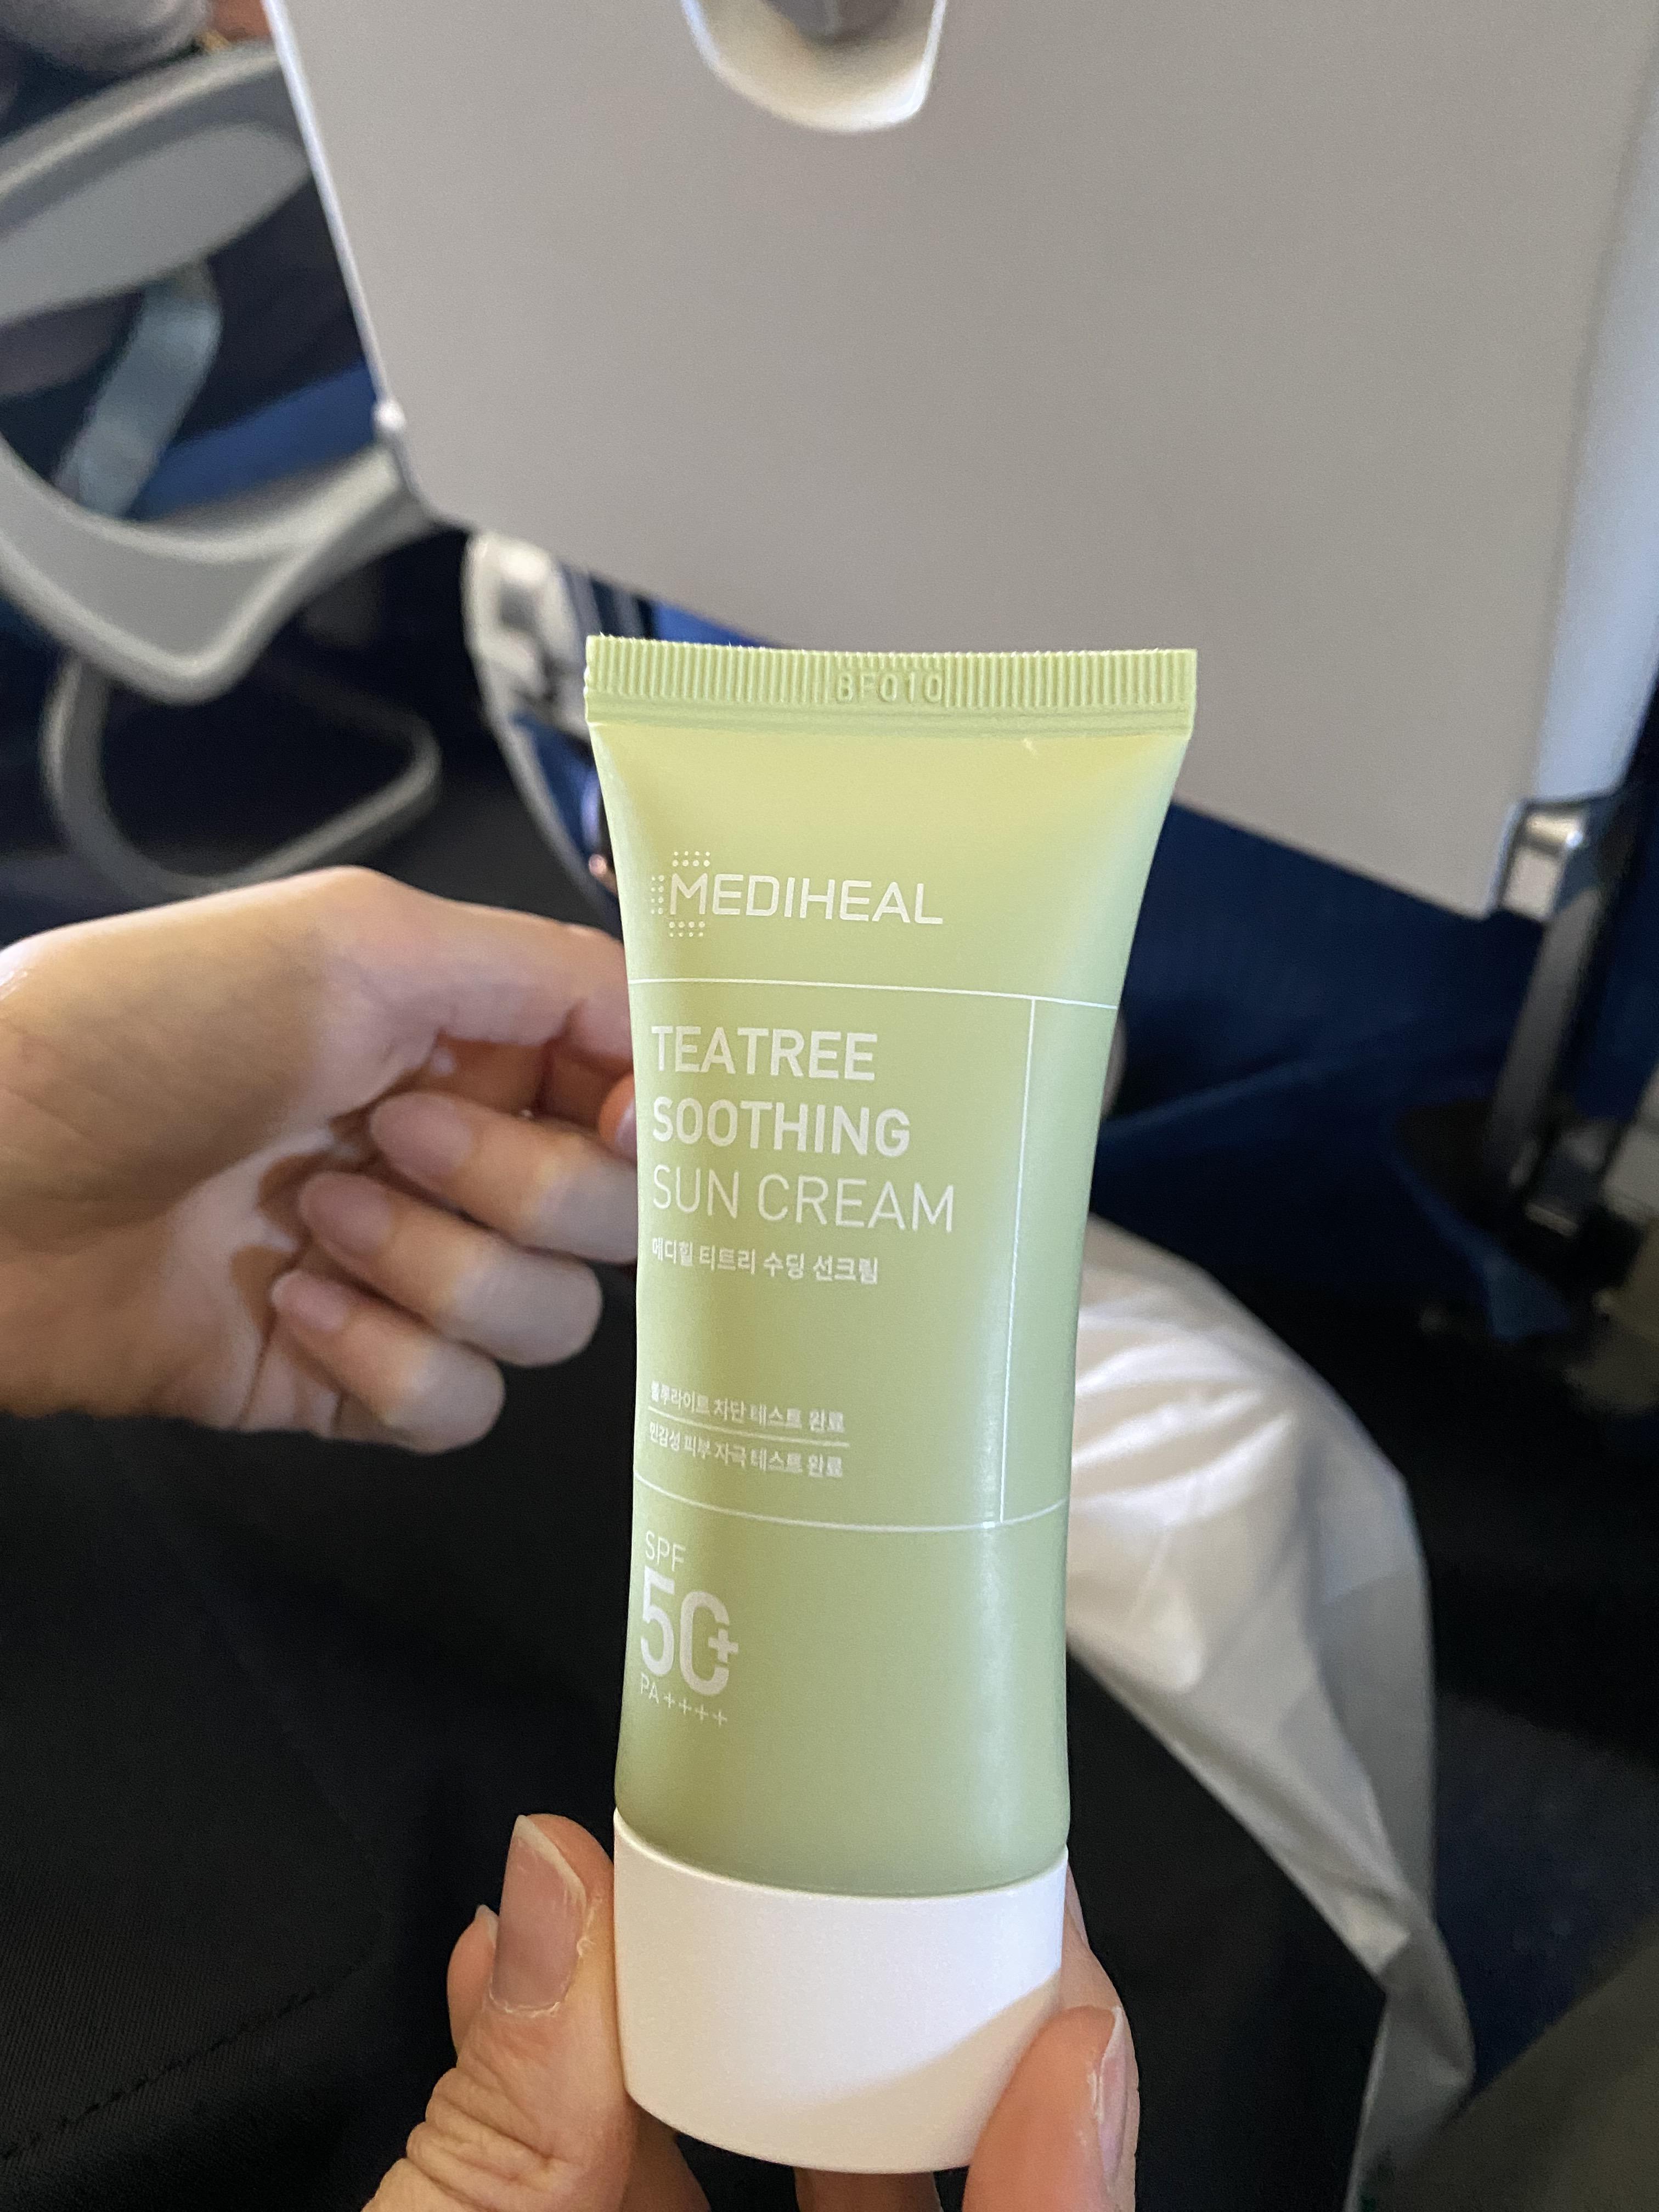 BF010
MEDIHEAL
TEATREE
SOOTHING
SUN CREAM
메디힐 티트리 수딩 선크림
블루라이트 차단 테스트 완료
민감성 피부 자극 테스트 완료
SPF
50+
PA++++